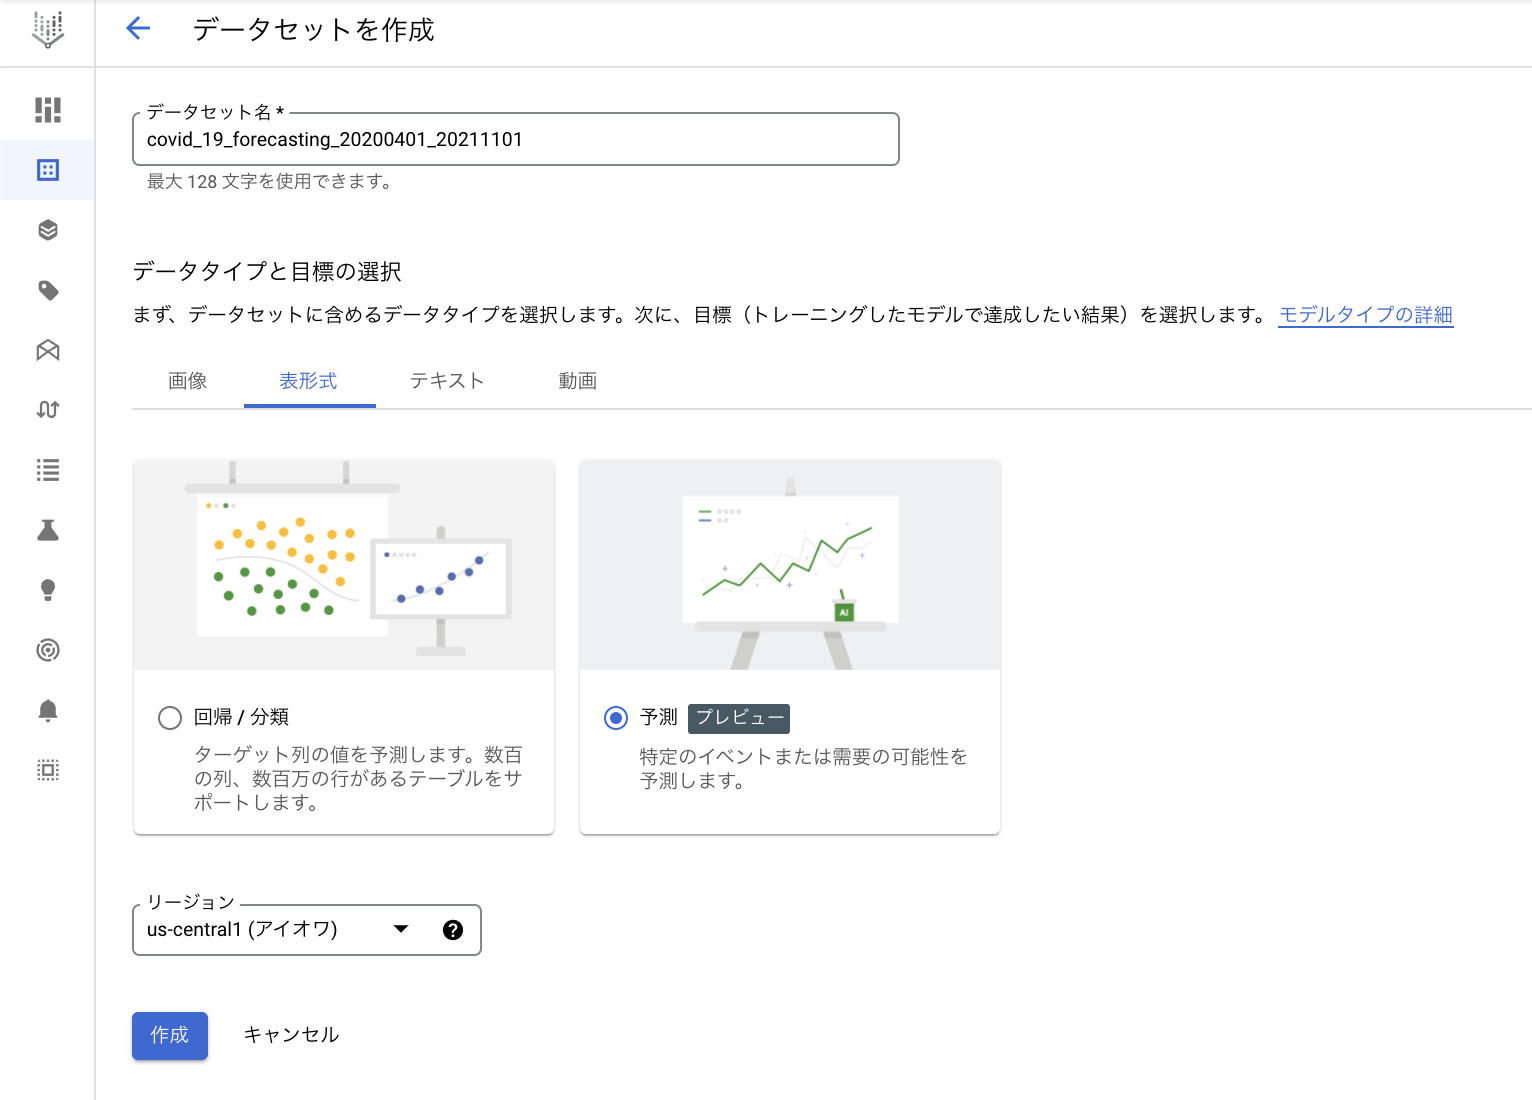 データセットを作成
データセット名 *
covid_19_forecasting_20200401_20211101
最大 128 文字を使用できます。
データタイプと目標の選択
まず、データセットに含めるデータタイプを選択します。次に、目標（トレーニングしたモデルで達成したい結果）を選択します。 モデルタイプの詳細
画像 表形式 テキスト 動画
AI
回帰 / 分類
ターゲット列の値を予測します。数百
の列、数百万の行があるテーブルをサ
ポートします。
予測 プレビュー
特定のイベントまたは需要の可能性を
予測します。
リージョン
us-central1 (アイオワ)
作成 キャンセル